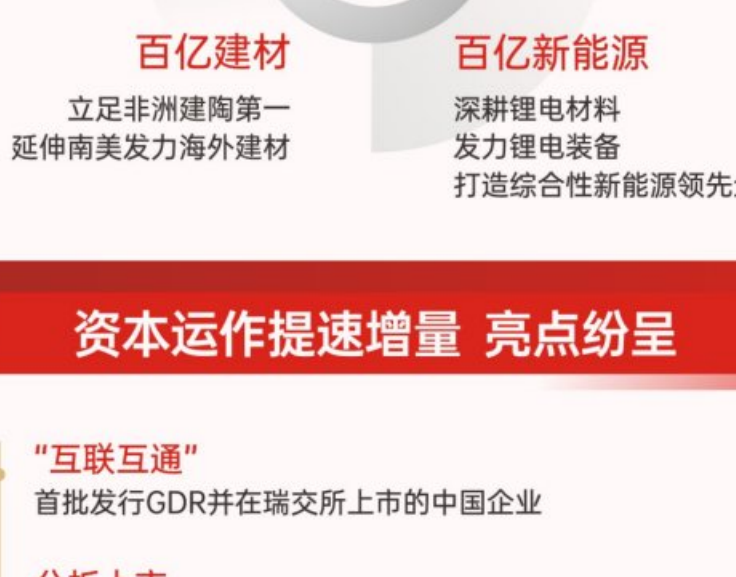 百亿建材
立足非洲建陶第一
延伸南美发力海外建材
百亿新能源
深耕锂电材料
发力锂电装备
打造综合性新能源领先
资本运作提速增量 亮点纷呈
“互联互通”
首批发行GDR并在瑞交所上市的中国企业